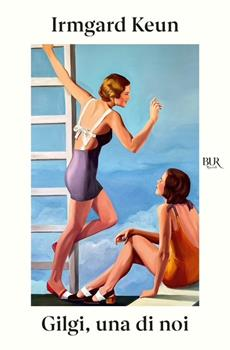 Irmgard Keun
BUR
Gilgi, una di noi